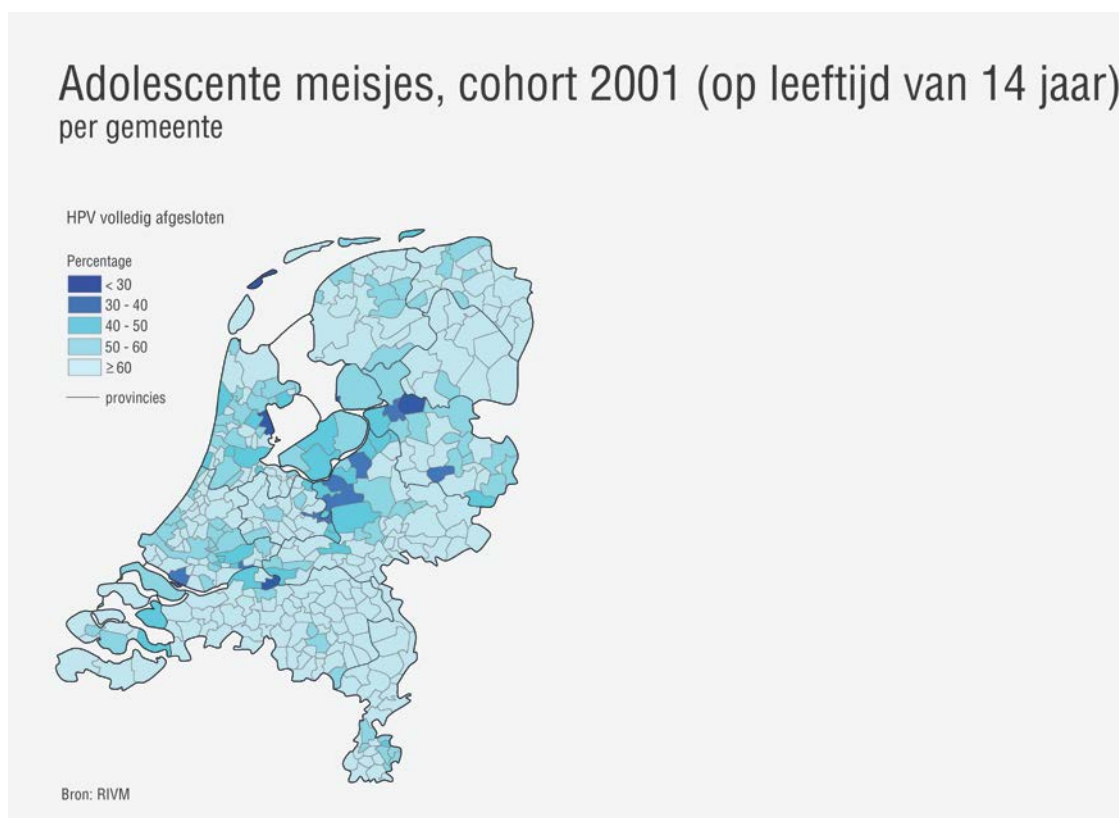 Adolescente meisjes, cohort 2001 (op leeftijd van 14 jaar)
per gemeente
HPV volledig afgesloten
Percentage
< 30
30 - 40
40 - 50
50 - 60
≥ 60
provincies
Bron: RIVM